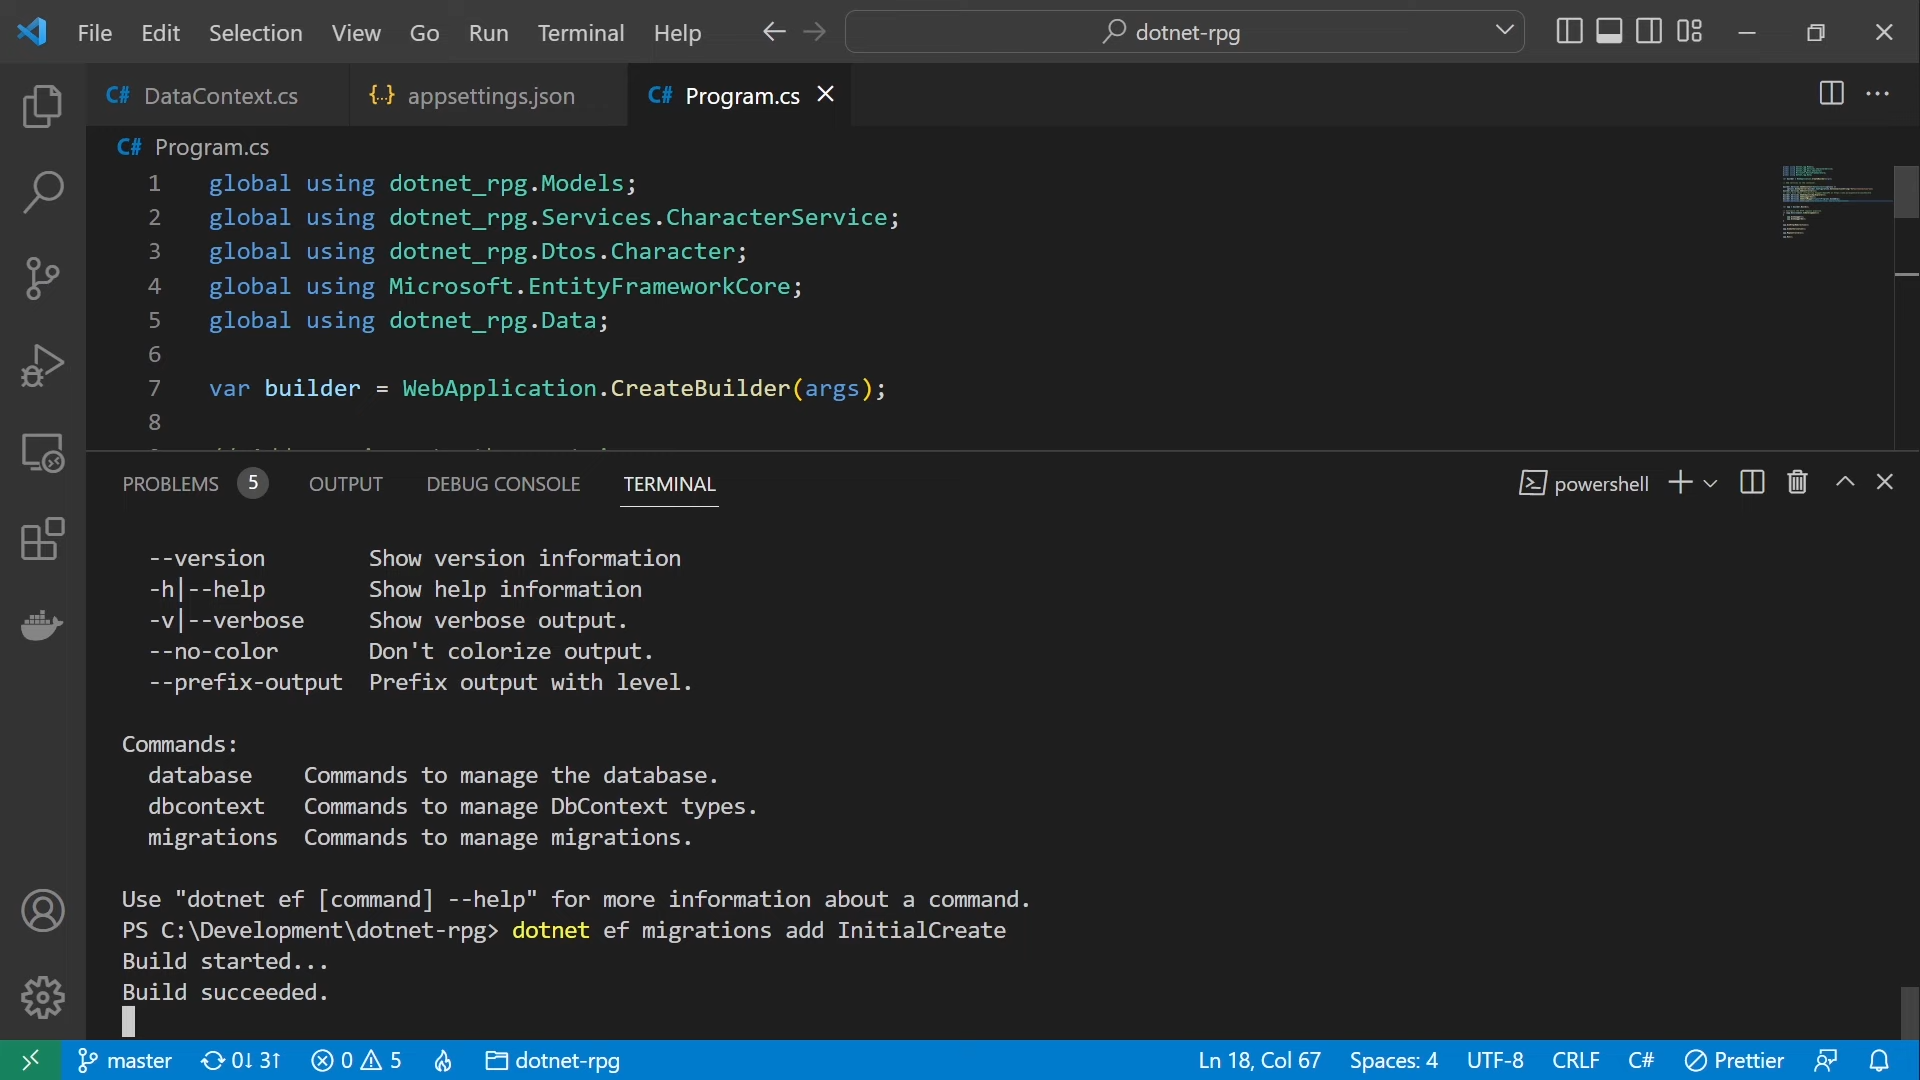 File Edit Selection View Go Run Terminal Help dotnet-rpg
C# DataContext.cs {..} appsettings.json C# Program.cs
C# Program.cs
1 global using dotnet_rpg.Models;
2 global using dotnet_rpg.Services.CharacterService;
3 global using dotnet_rpg.Dtos.Character;
4 global using Microsoft.EntityFrameworkCore;
5 global using dotnet_rpg.Data;
6
7 var builder = WebApplication.CreateBuilder(args);
8
PROBLEMS 5 OUTPUT DEBUG CONSOLE TERMINAL powershell
--version Show version information
-h|--help Show help information
-v|--verbose Show verbose output.
--no-color Don't colorize output.
--prefix-output Prefix output with level.
Commands:
database Commands to manage the database.
dbcontext Commands to manage DbContext types.
migrations Commands to manage migrations.
Use "dotnet ef [command] --help" for more information about a command.
PS C:\Development\dotnet-rpg> dotnet ef migrations add InitialCreate
Build started...
Build succeeded.
master 0↓ 3↑ 0 5 dotnet-rpg Ln 18, Col 67 Spaces: 4 UTF-8 CRLF C# Prettier